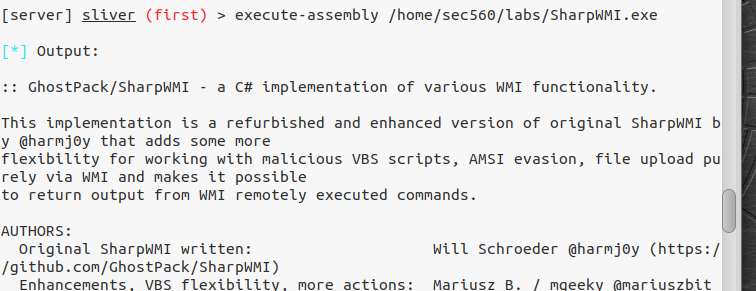 [server] sliver (first) > execute-assembly /home/sec560/labs/SharpWMI.exe
[*] Output:
:: GhostPack/SharpWMI - a C# implementation of various WMI functionality.
This implementation is a refurbished and enhanced version of original SharpWMI b
y @harmj0y that adds some more
flexibility for working with malicious VBS scripts, AMSI evasion, file upload pu
rely via WMI and makes it possible
to return output from WMI remotely executed commands.
AUTHORS:
  Original SharpWMI written:                    Will Schroeder @harmj0y (https:/
/github.com/GhostPack/SharpWMI)
  Enhancements, VBS flexibility, more actions:  Mariusz B. / mgeeky @mariuszbit